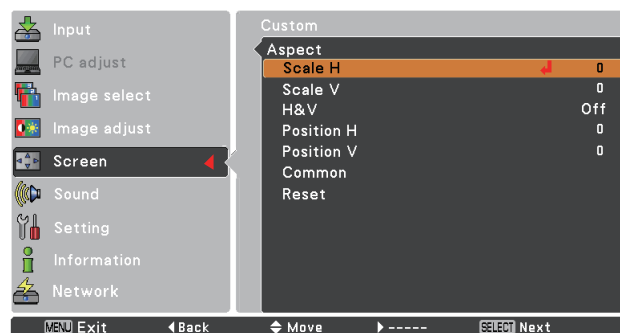 Input
PC adjust
Image select
Image adjust
Screen
Sound
Setting
Information
Network
Custom
Aspect
Scale H 0
Scale V 0
H&V Off
Position H 0
Position V 0
Common
Reset
MENU Exit Back Move ----- SELECT Next